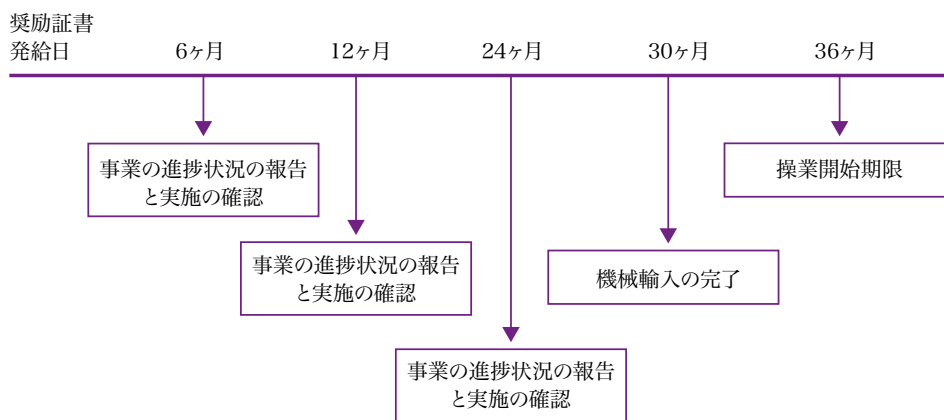 奨励証書
発給日
6ヶ月
12ヶ月
24ヶ月
30ヶ月
36ヶ月
事業の進捗状況の報告
と実施の確認
事業の進捗状況の報告
と実施の確認
事業の進捗状況の報告
と実施の確認
機械輸入の完了
操業開始期限